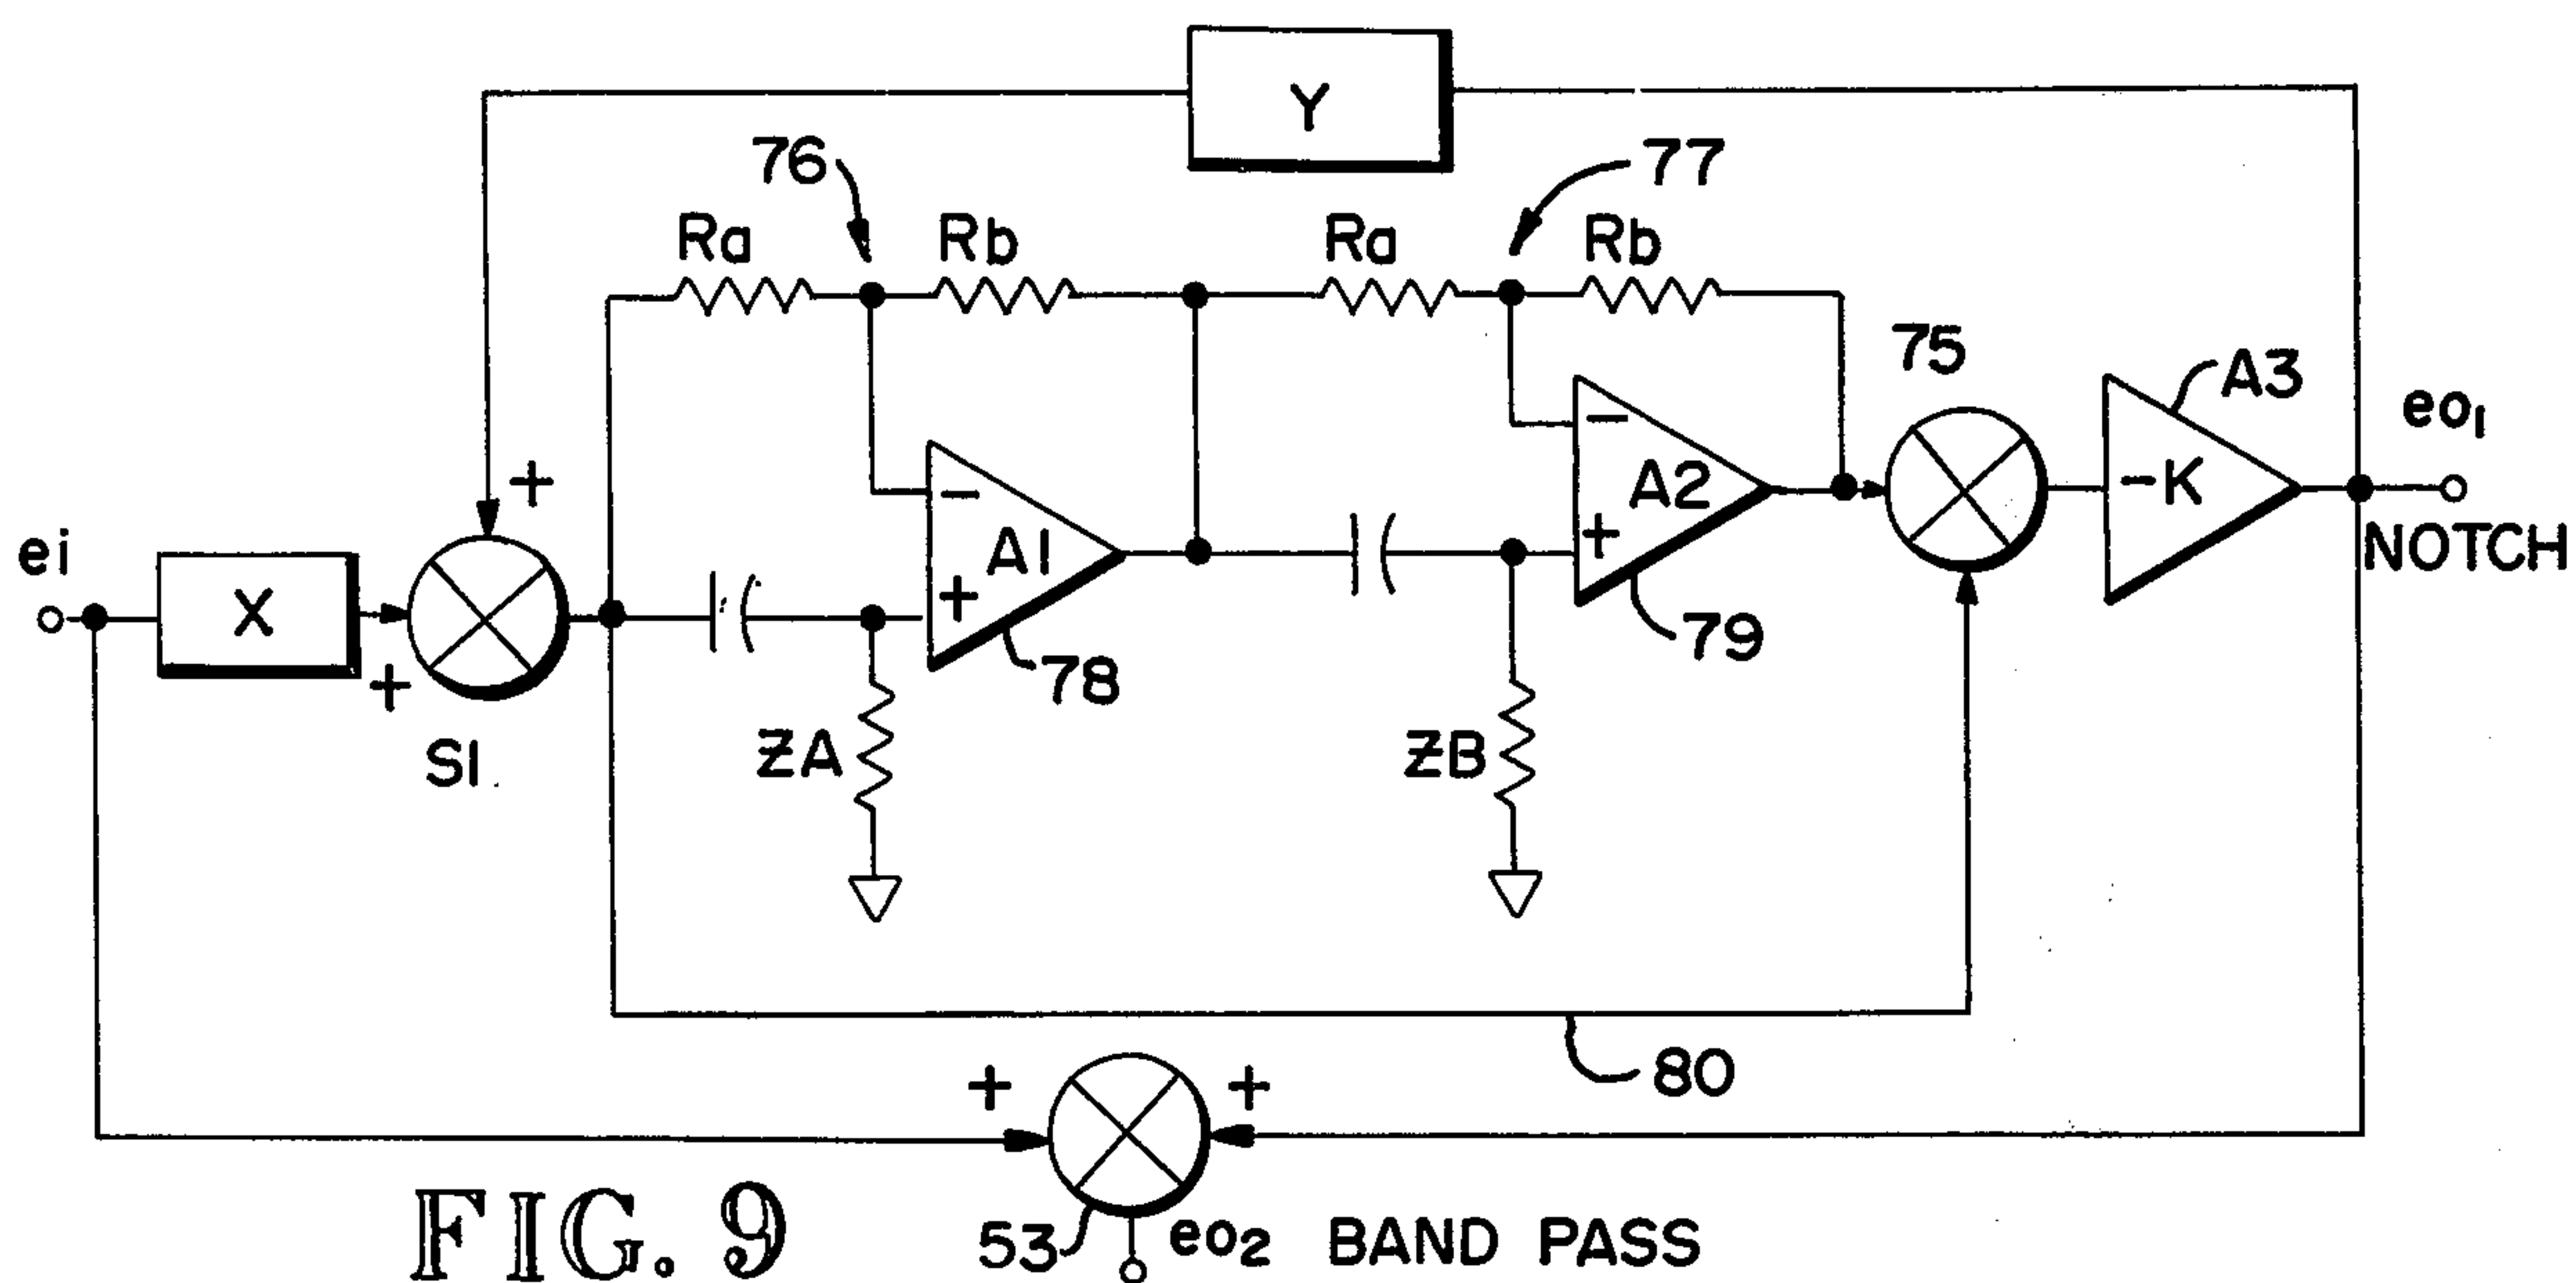 Y
76
77
Ra
Rb
Ra
Rb
75
A3
eo1
-K
NOTCH
ei
X
+
+
S1
-
+
A1
78
-
+
A2
79
ZA
ZB
80
+
+
53
eo2 BAND PASS
FIG. 9